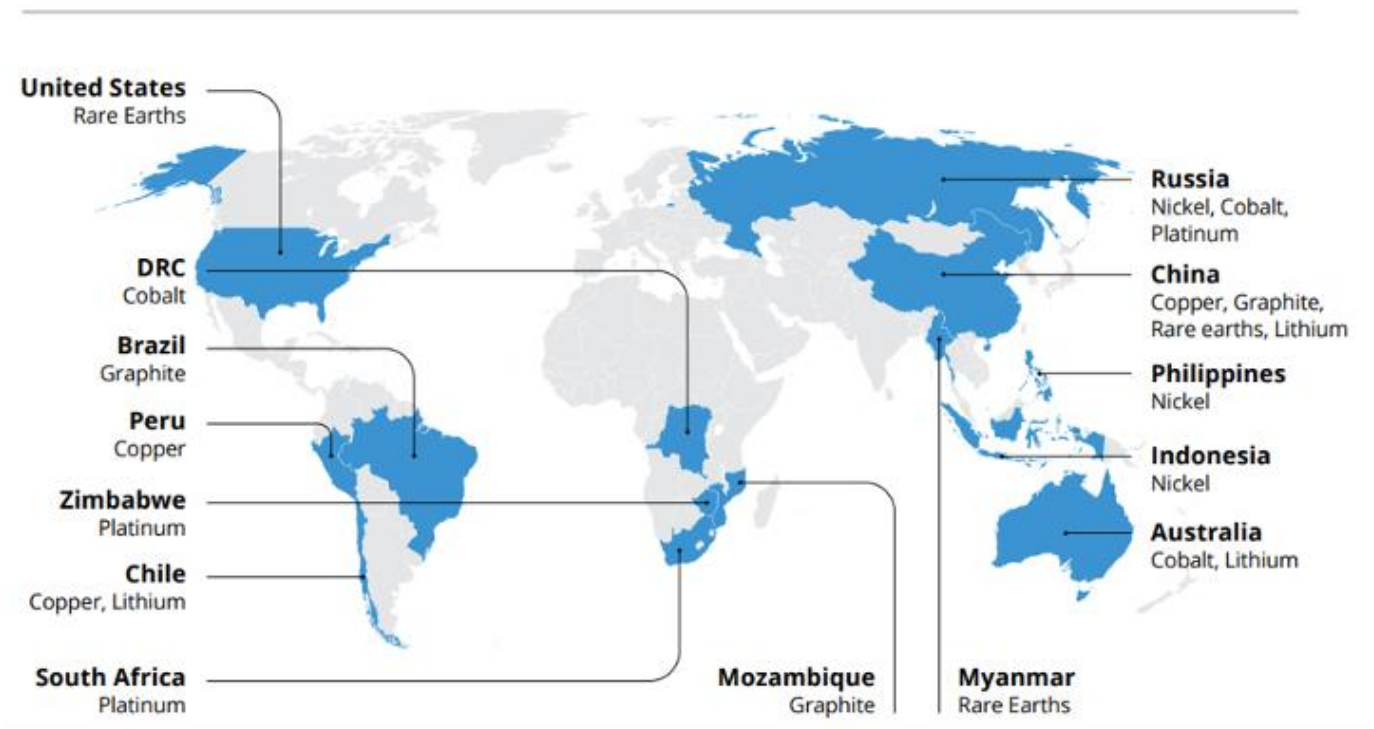 United States
Rare Earths
DRC
Cobalt
Brazil
Graphite
Peru
Copper
Zimbabwe
Platinum
Chile
Copper, Lithium
South Africa
Platinum
Mozambique
Graphite
Myanmar
Rare Earths
Russia
Nickel, Cobalt,
Platinum
China
Copper, Graphite,
Rare earths, Lithium
Philippines
Nickel
Indonesia
Nickel
Australia
Cobalt, Lithium